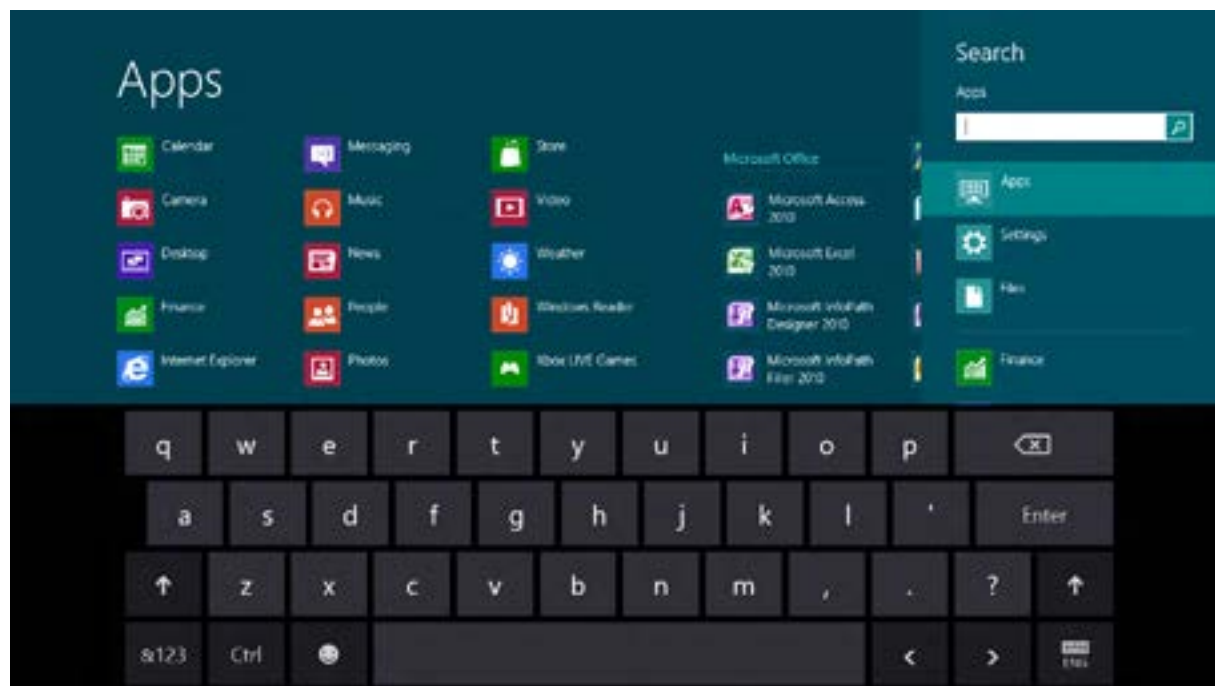 Apps
Calendar
Camera
Desktop
Finance
Internet Explorer
Messaging
Music
News
People
Photos
Store
Video
Weather
Windows Reader
Xbox LIVE Games
Microsoft Office
Microsoft Access
2010
Microsoft Excel
2010
Microsoft InfoPath
Designer 2010
Microsoft InfoPath
Filler 2010
Search
Apps
Apps
Settings
Files
Finance
q w e r t y u i o p
a s d f g h j k l ' Enter
z x c v b n m , . ?
&123 Ctrl < >